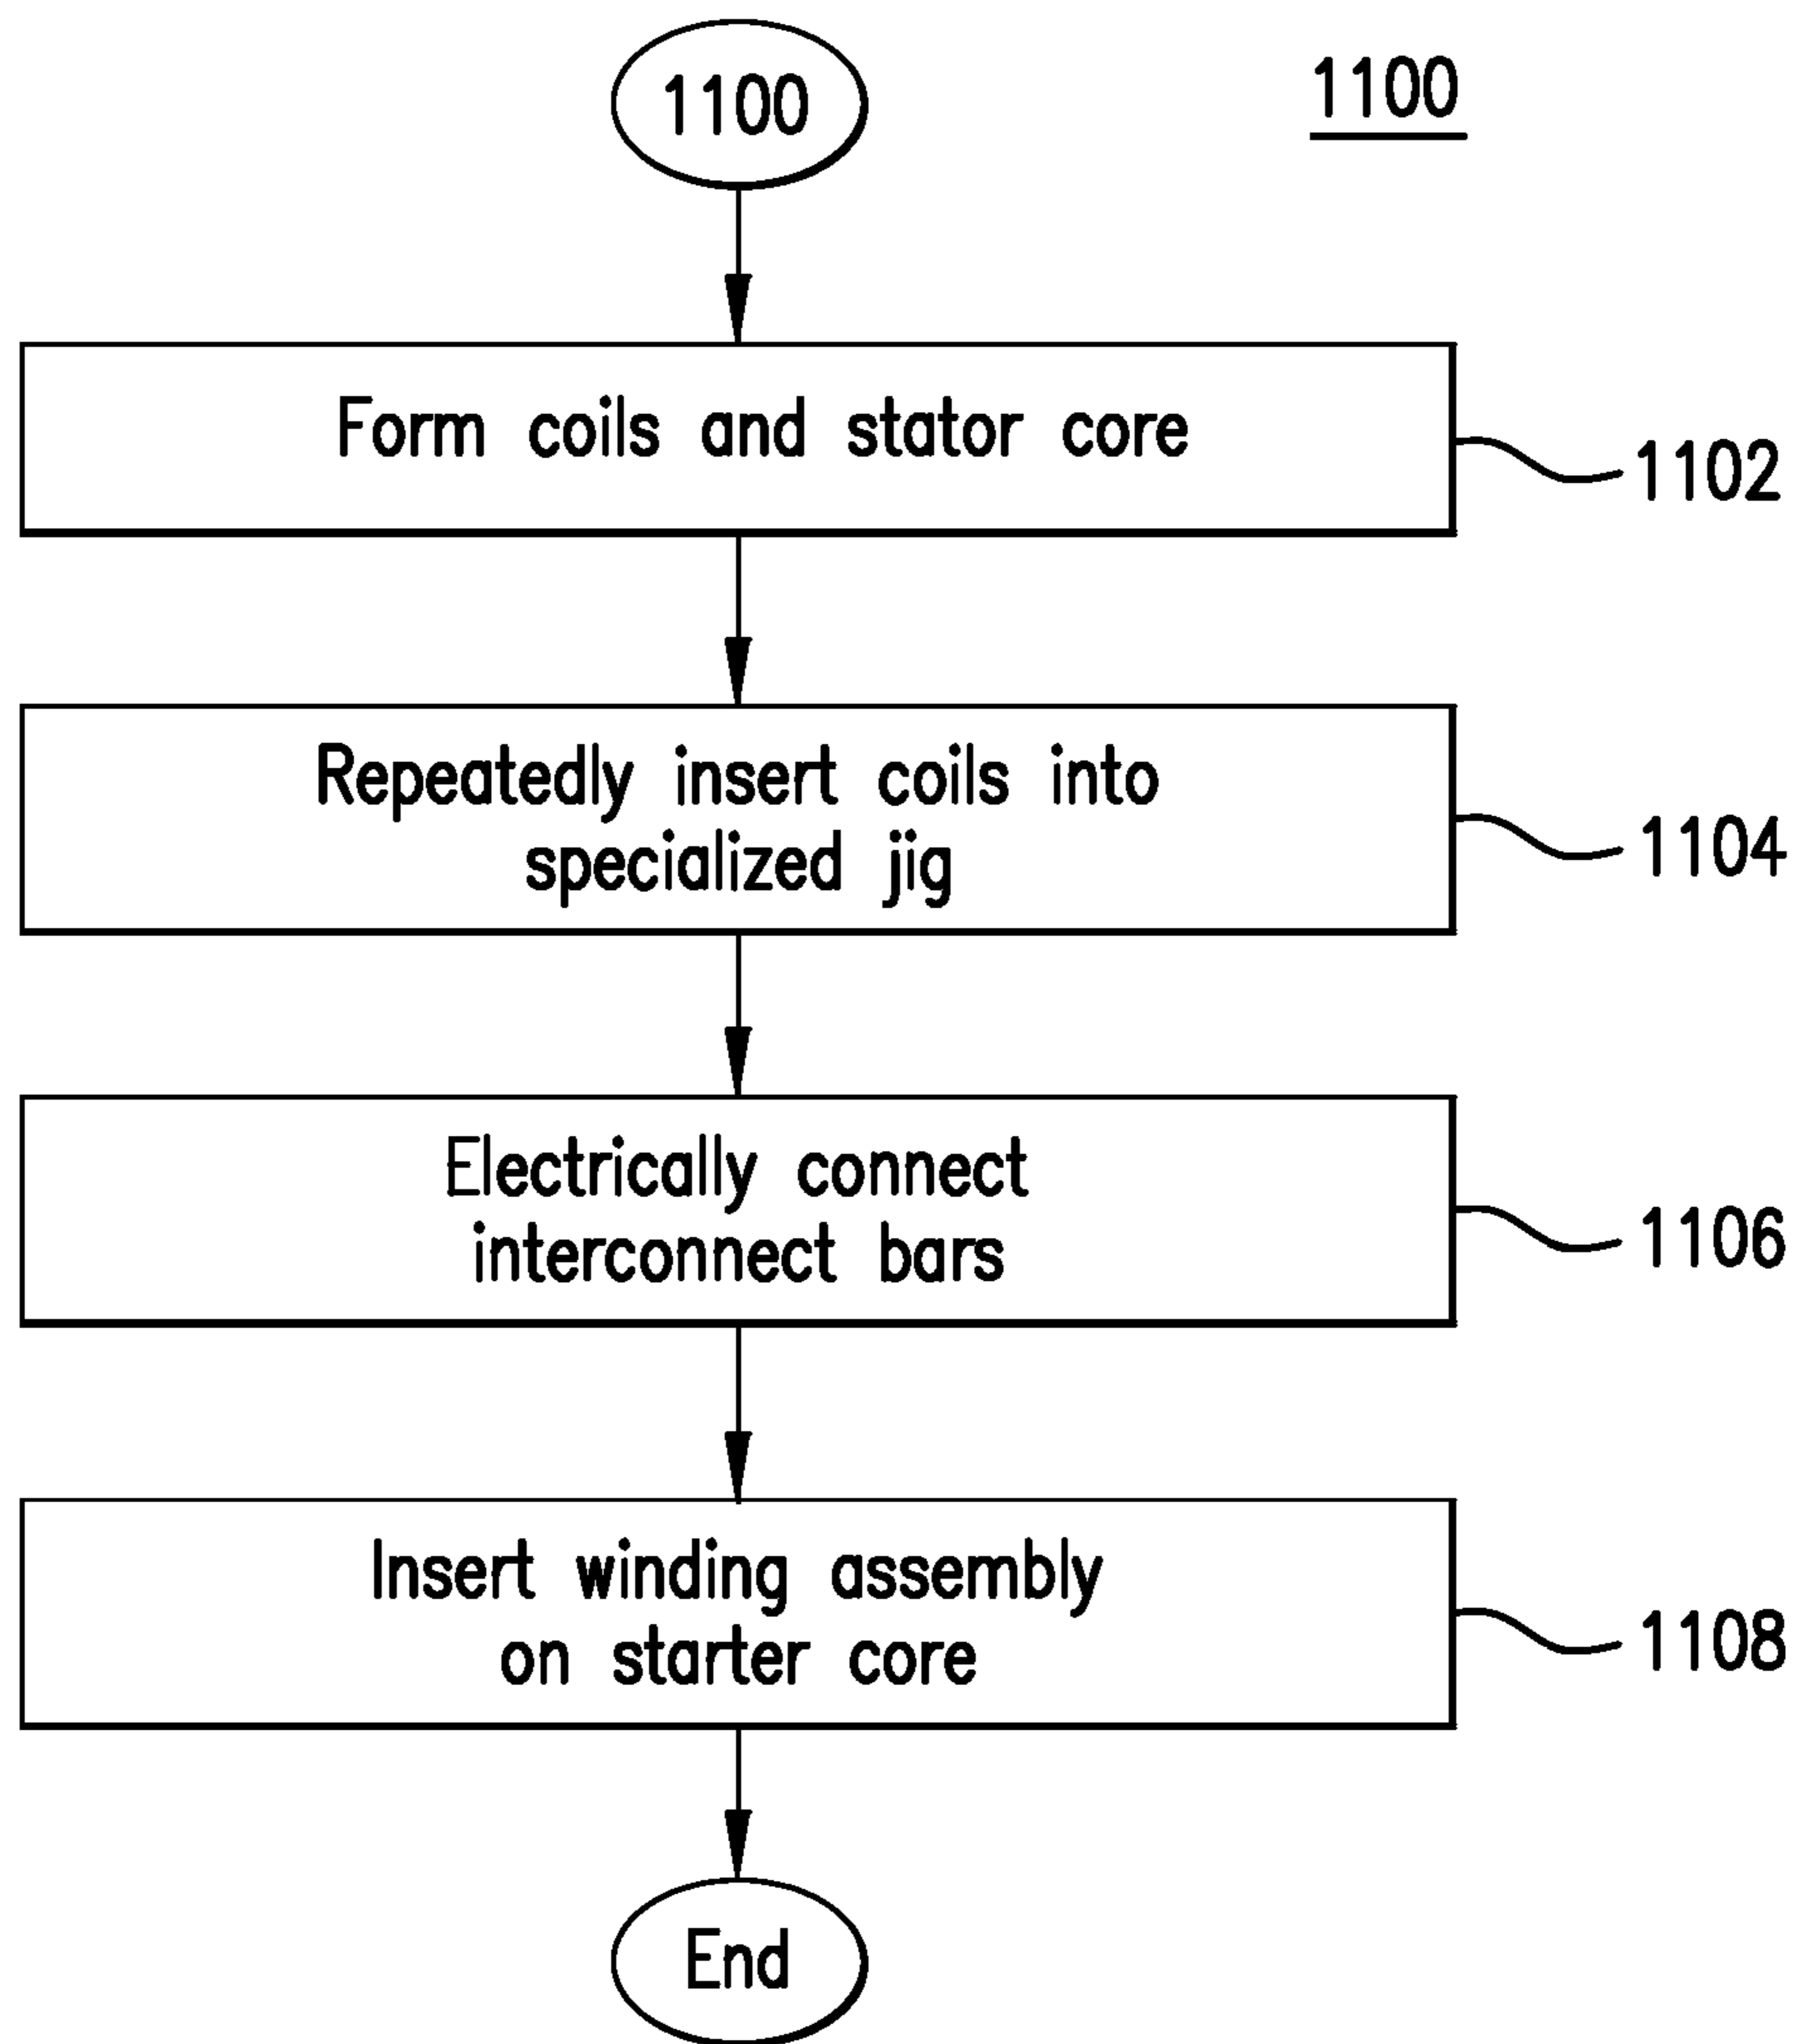 1100
1100
Form coils and stator core
1102
Repeatedly insert coils into
specialized jig
1104
Electrically connect
interconnect bars
1106
Insert winding assembly
on starter core
1108
End